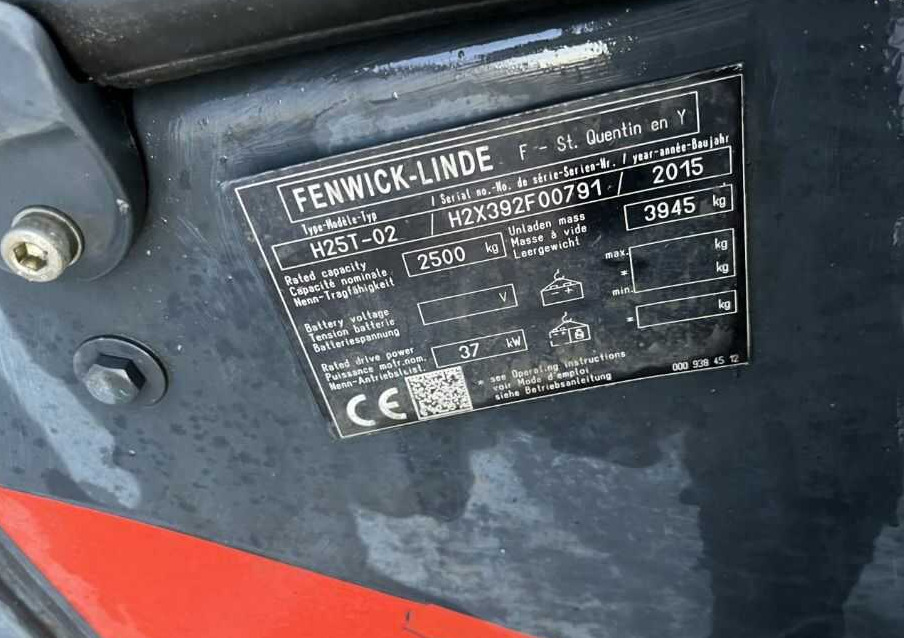 FENWICK-LINDE F - St. Quentin en Y
Type-Modèle-Typ / Serial no.-No. de série-Serien-Nr. / year-année-Baujahr
H25T-02 / H2X392F00791 / 2015
Rated capacity
Capacité nominale
Nenn-Tragfähigkeit
2500 kg
Unladen mass
Masse à vide
Leergewicht
3945 kg
Battery voltage
Tension batterie
Batteriespannung
V
- +
max. kg
*
min. kg
Rated drive power
Puissance motr.nom.
Nenn-Antriebsleist.
37 kW
- +
* kg
CE
* see Operating instructions
voir Mode d'emploi
siehe Betriebsanleitung
000 938 45 12